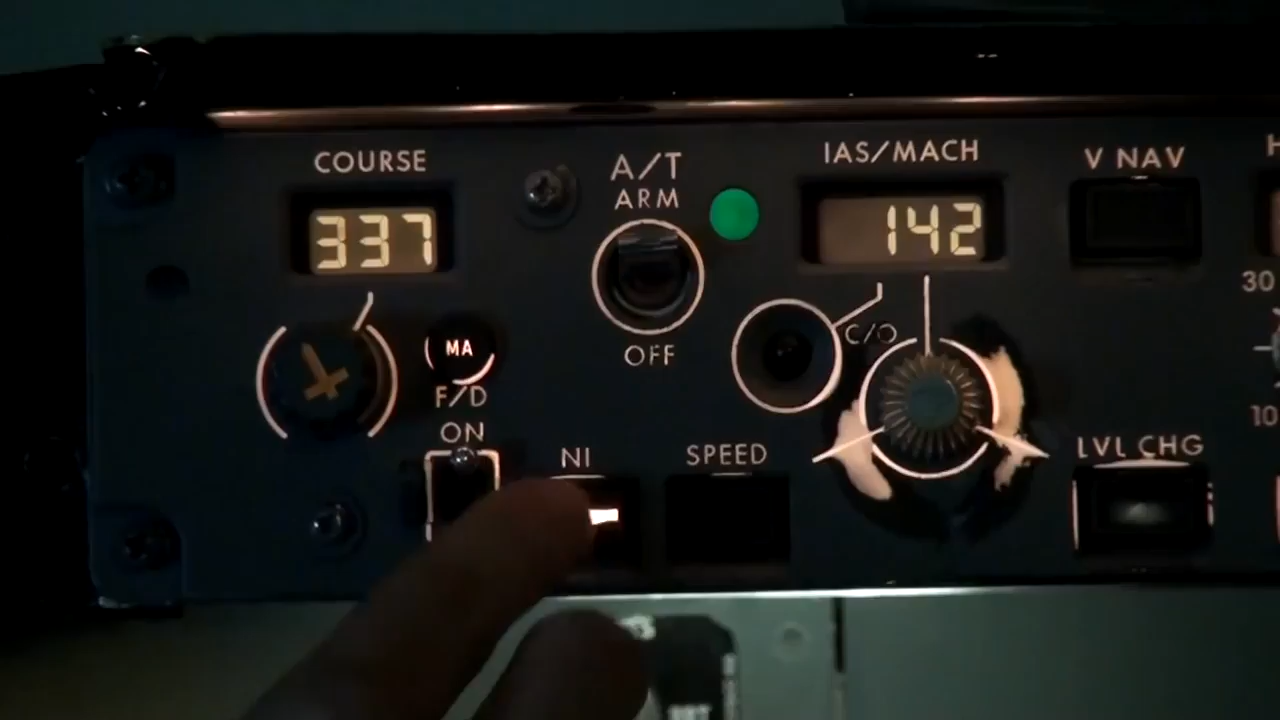 COURSE
337
MA
F/D
ON
A/T
ARM
OFF
IAS/MACH
142
C/O
N1
SPEED
V NAV
LVL CHG
H
30
10